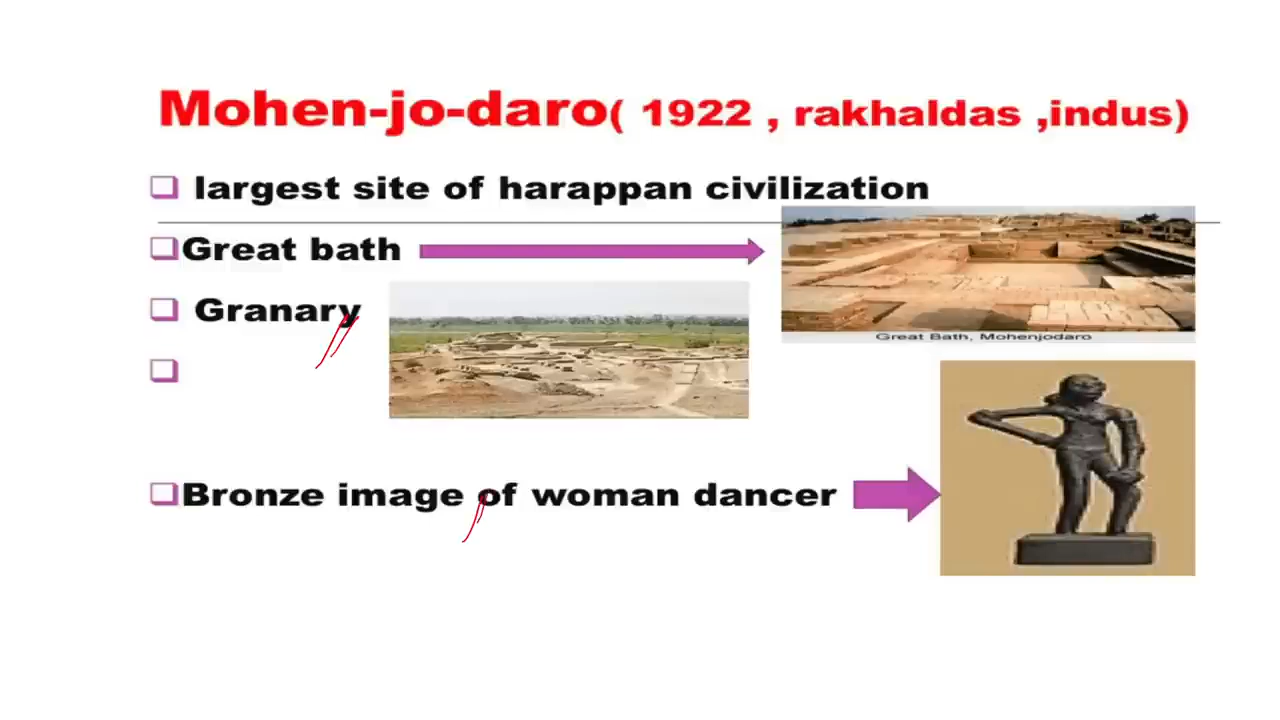 Mohen-jo-daro( 1922 , rakhaldas ,indus)
largest site of harappan civilization
Great bath
Great Bath, Mohenjodaro
Granary
Bronze image of woman dancer